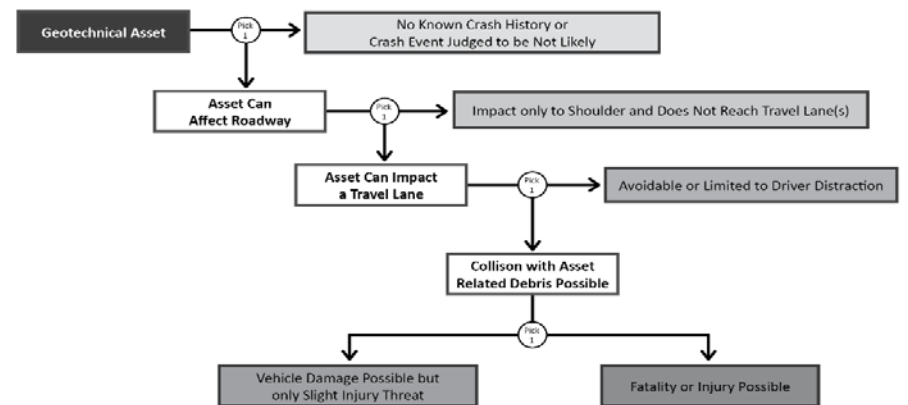 Geotechnical Asset
Pick
1
No Known Crash History or
Crash Event Judged to be Not Likely
Asset Can
Affect Roadway
Pick
1
Impact only to Shoulder and Does Not Reach Travel Lane(s)
Asset Can Impact
a Travel Lane
Pick
1
Avoidable or Limited to Driver Distraction
Collison with Asset
Related Debris Possible
Pick
1
Vehicle Damage Possible but
only Slight Injury Threat
Fatality or Injury Possible